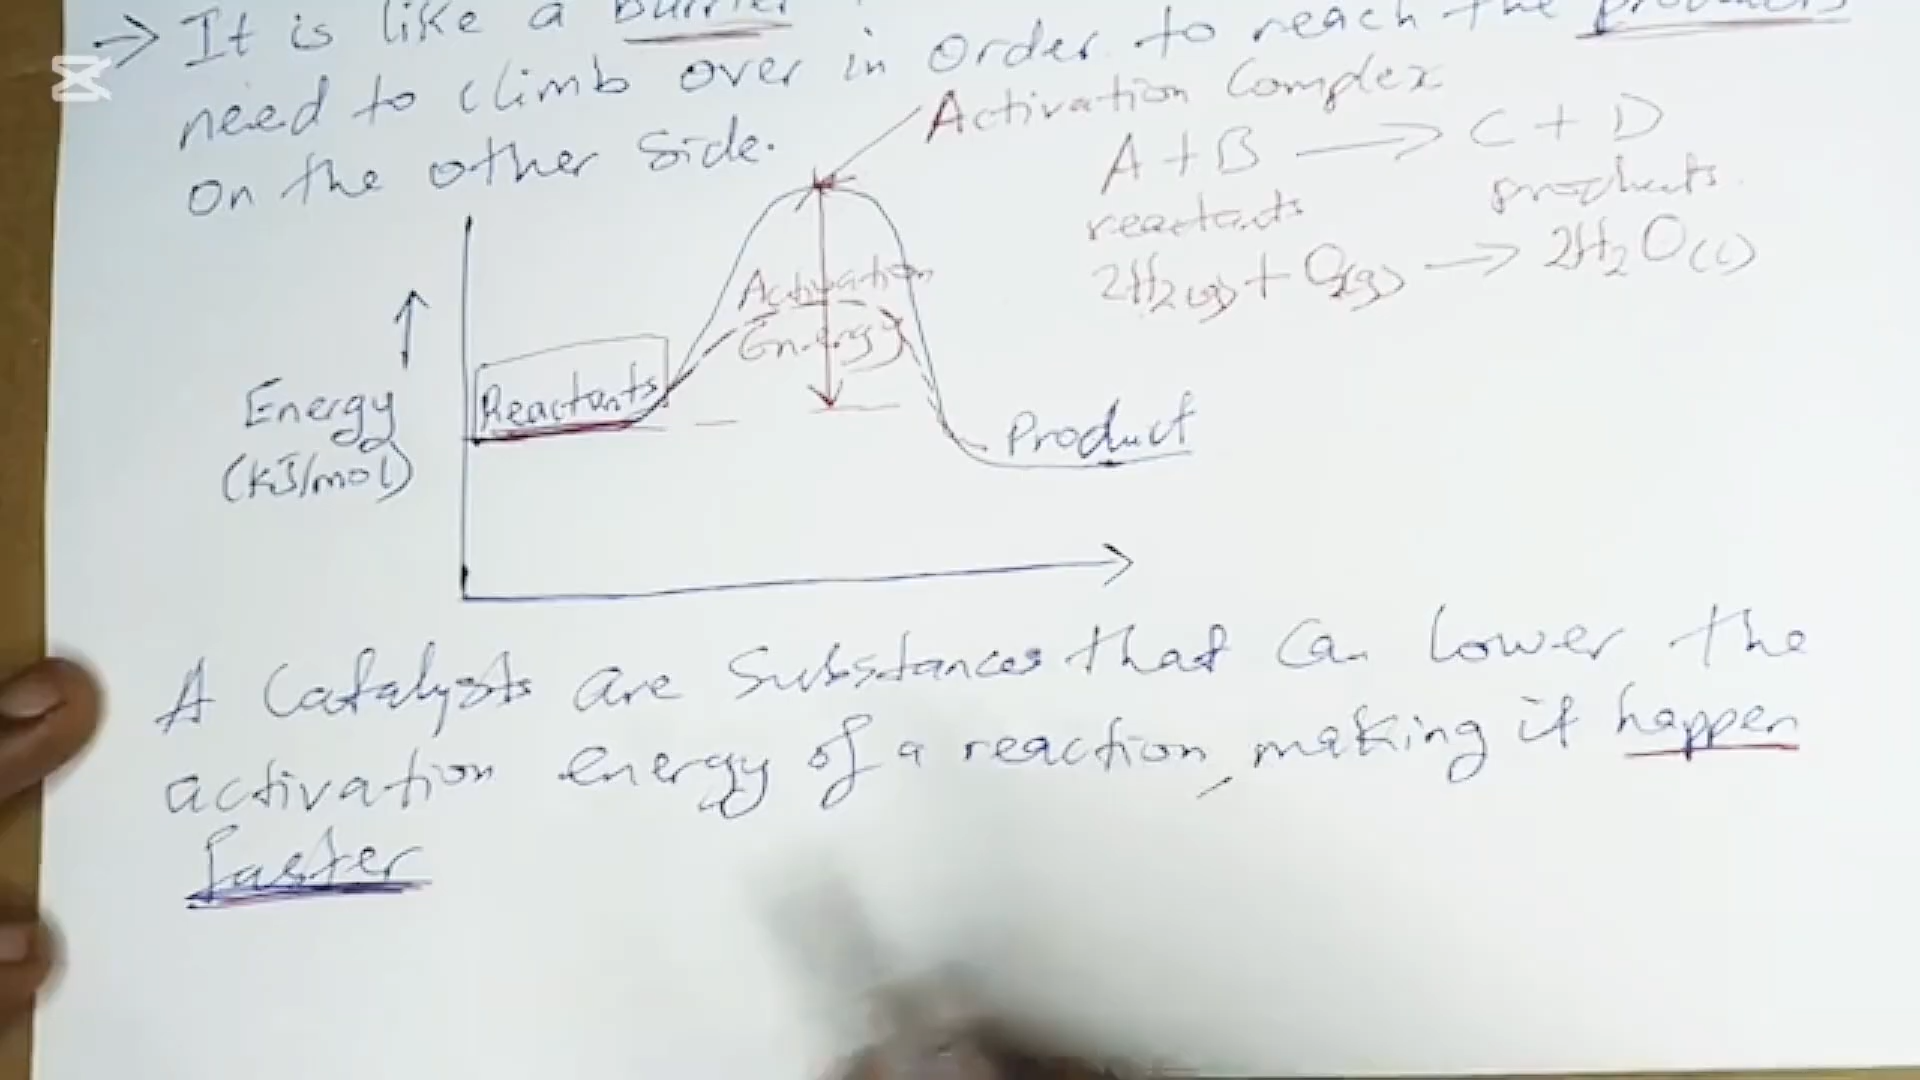 → It is like a barrier
need to climb over in order to reach the products
on the other side.
Activation Complex
A + B → C + D
reactants
products.
2H2(g) + O2(g) → 2H2O(l)
Activation
Energy
Reactants
Energy
(kJ/mol)
Product
A Catalysts are Substances that Can lower the
activation energy of a reaction, making it happen
faster